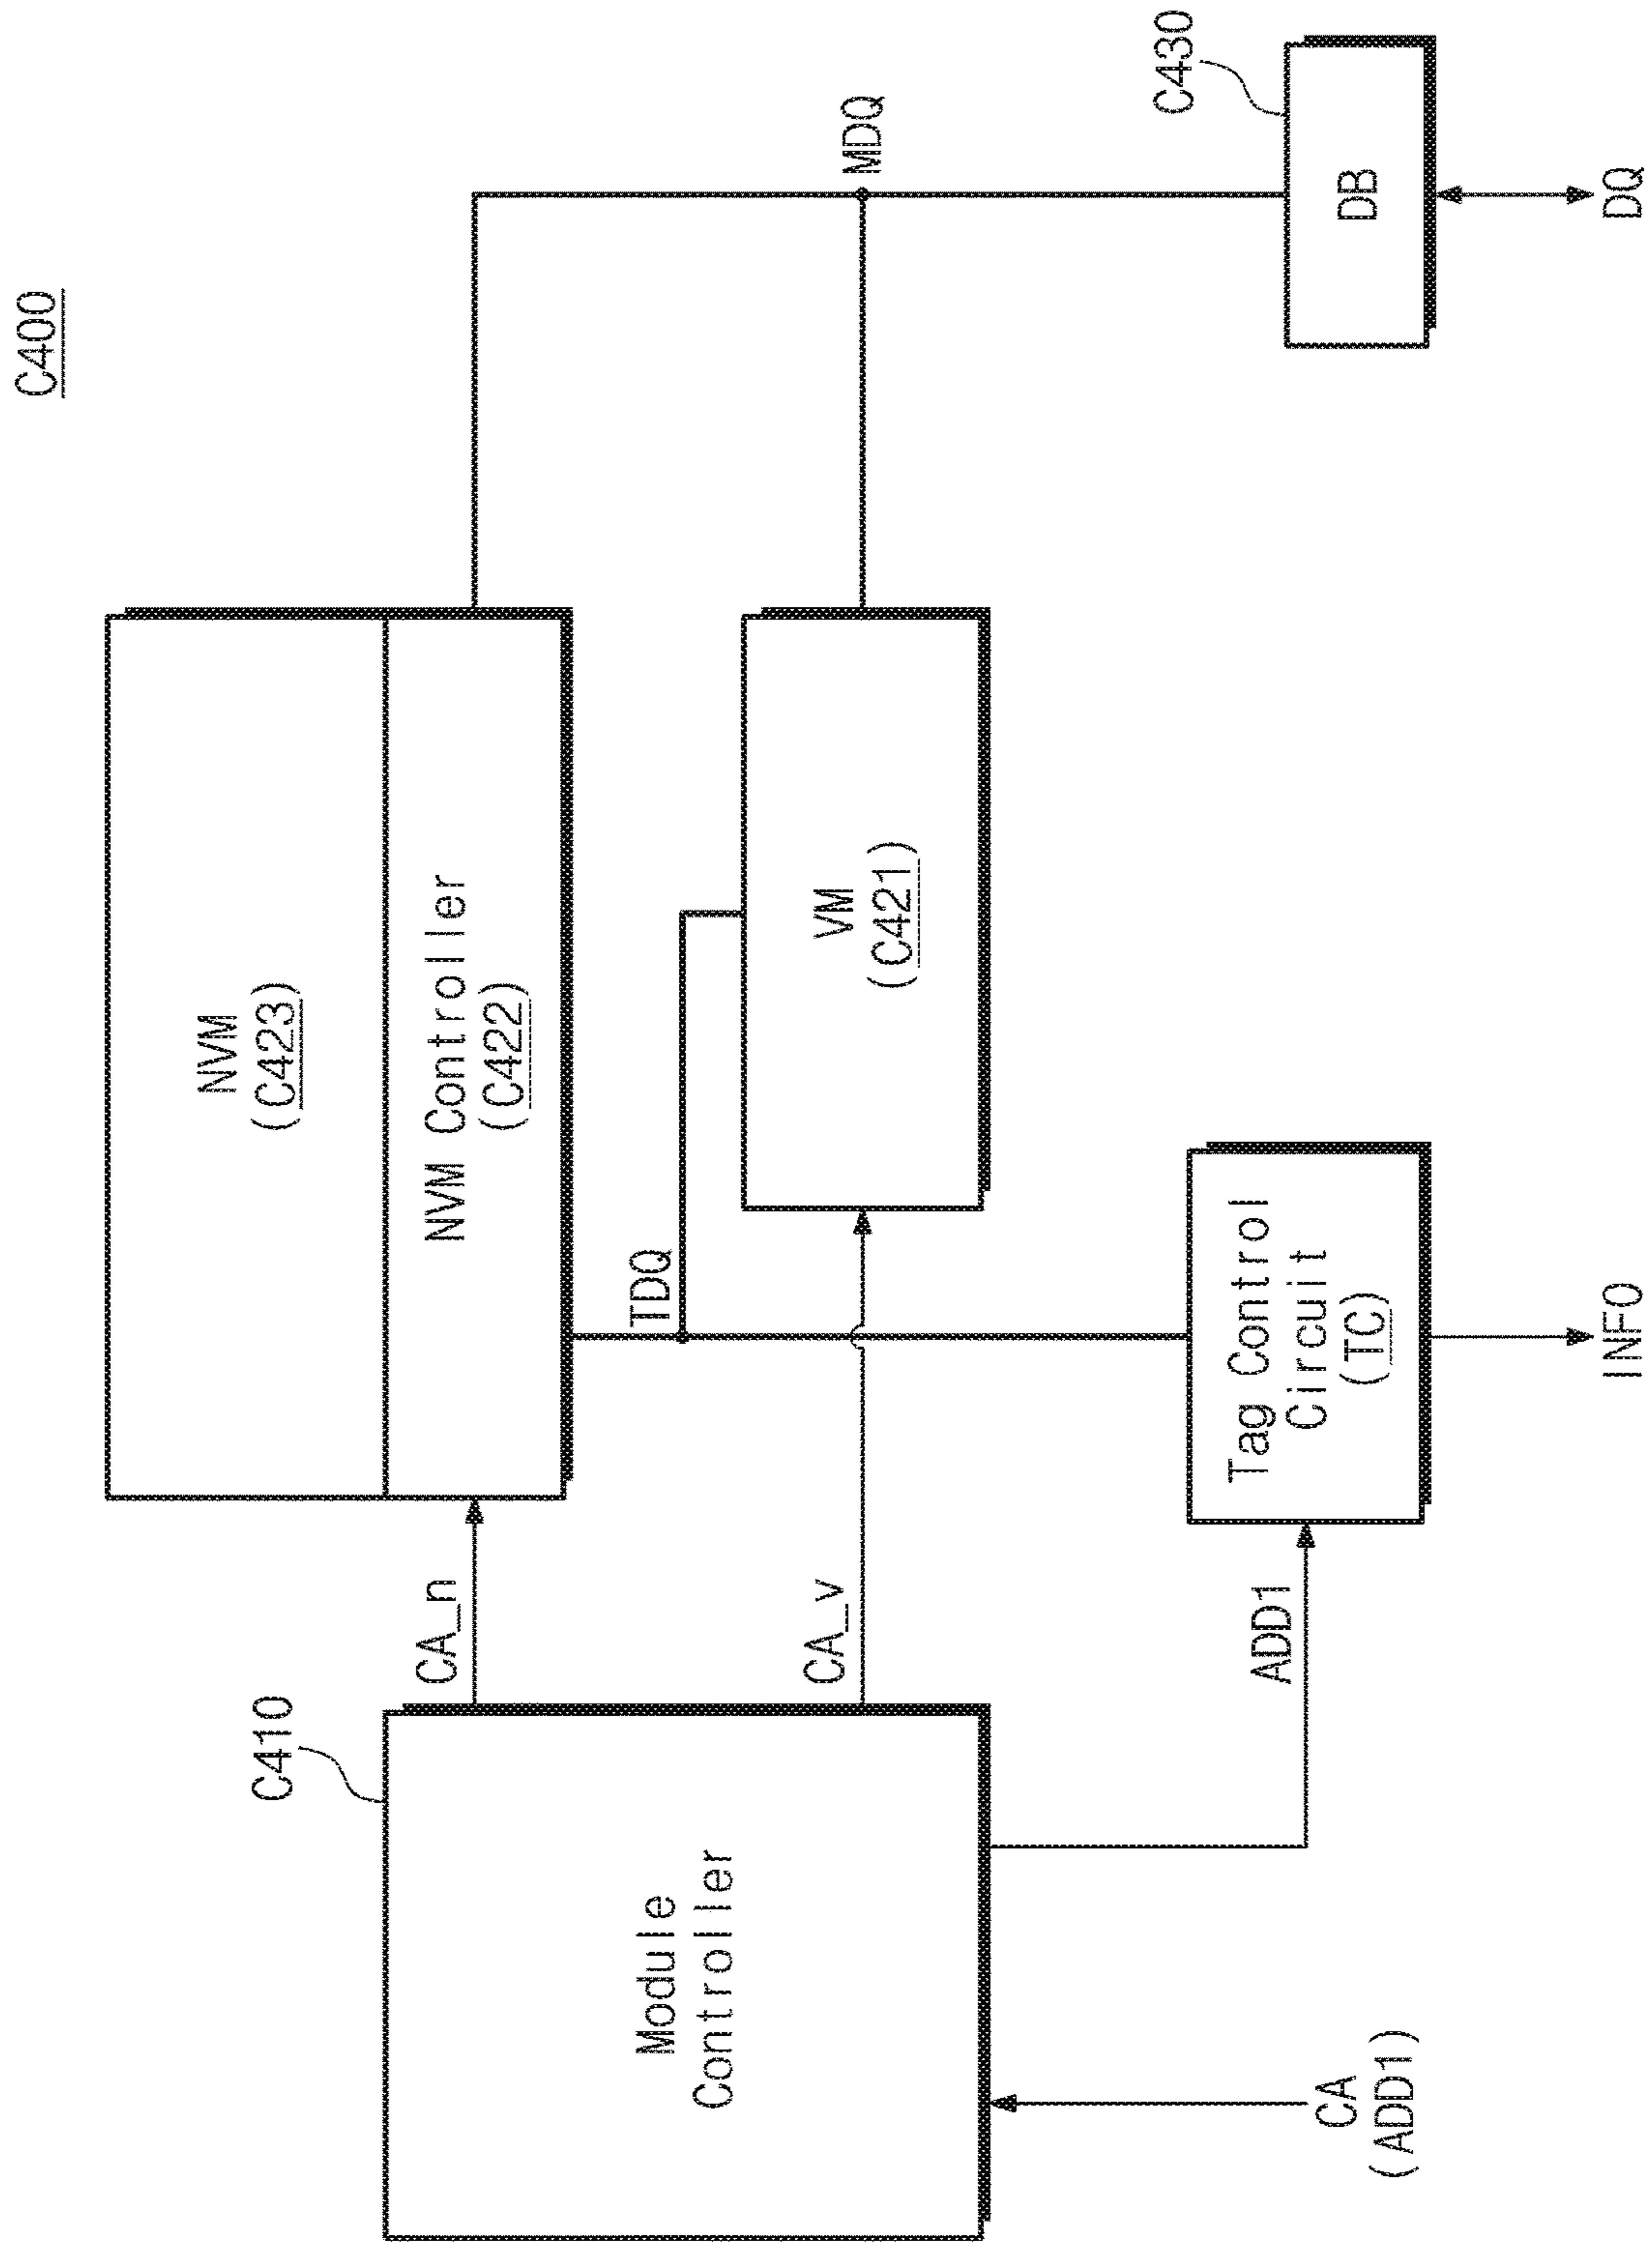 C400
NVM
(C423)
NVM Controller
(C422)
C410
CA_n
TDQ
MDQ
Module
Controller
CA_v
VM
(C421)
ADD1
Tag Control
Circuit
(TC)
C430
DB
CA
(ADD1)
INFO
DQ